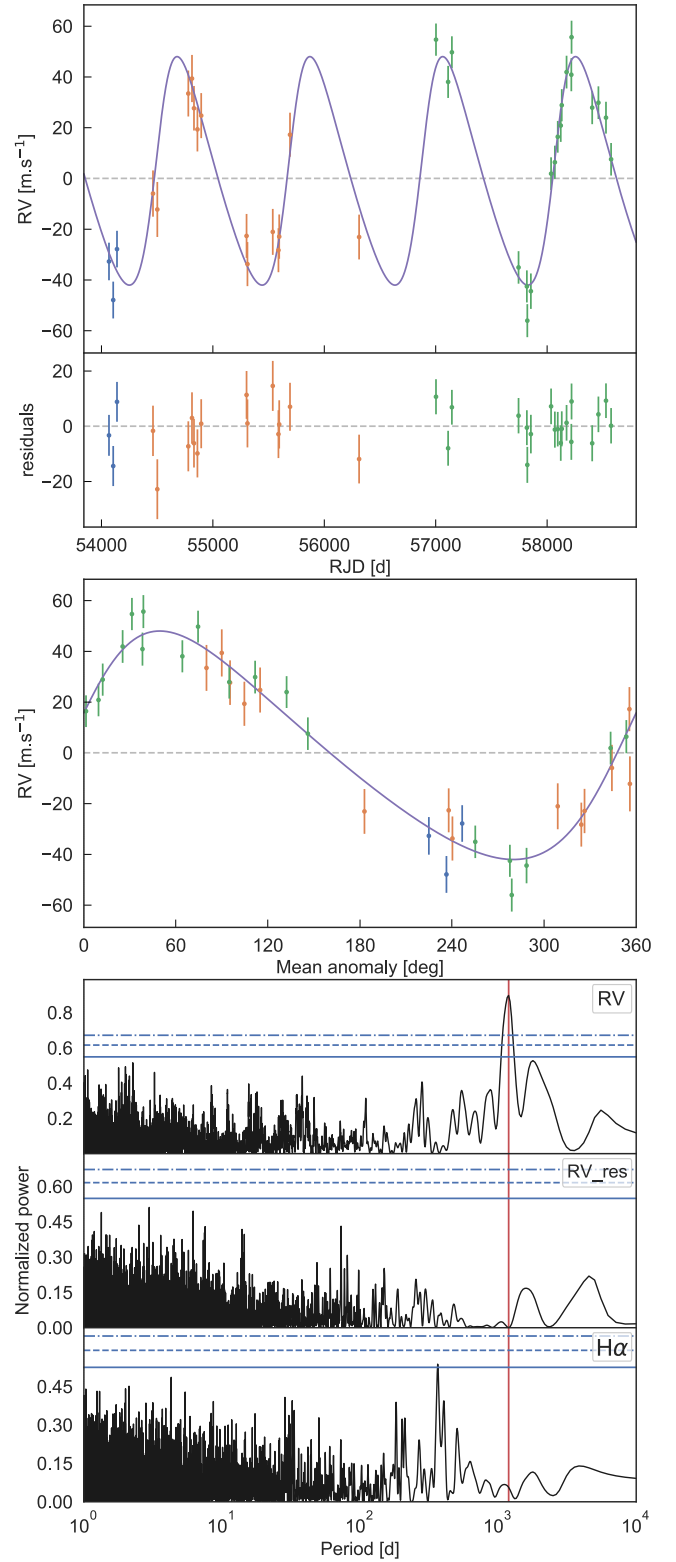 60
40
20
0
−20
−40
−60
RV [m.s⁻¹]
20
0
−20
residuals
54000 55000 56000 57000 58000
RJD [d]
60
40
20
0
−20
−40
−60
RV [m.s⁻¹]
0 60 120 180 240 300 360
Mean anomaly [deg]
RV
0.8
0.6
0.4
0.2
RV_res
0.60
0.45
0.30
0.15
0.00
Normalized power
Hα
0.45
0.30
0.15
0.00
10⁰ 10¹ 10² 10³ 10⁴
Period [d]